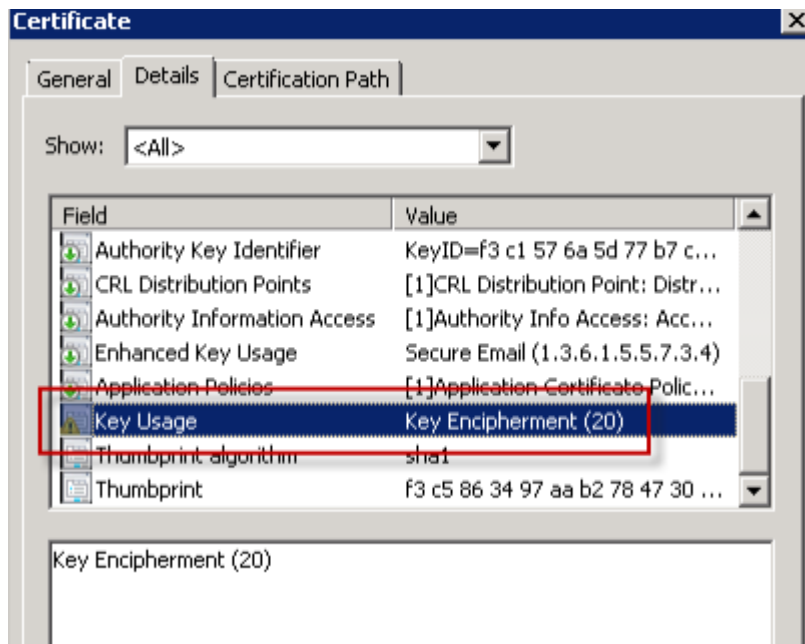 Certificate
General Details Certification Path
Show: <All>
Field Value
Authority Key Identifier KeyID=f3 c1 57 6a 5d 77 b7 c...
CRL Distribution Points [1]CRL Distribution Point: Distr...
Authority Information Access [1]Authority Info Access: Acc...
Enhanced Key Usage Secure Email (1.3.6.1.5.5.7.3.4)
Application Policies [1]Application Certificate Polic...
Key Usage Key Encipherment (20)
Thumbprint algorithm sha1
Thumbprint f3 c5 86 34 97 aa b2 78 47 30 ...
Key Encipherment (20)